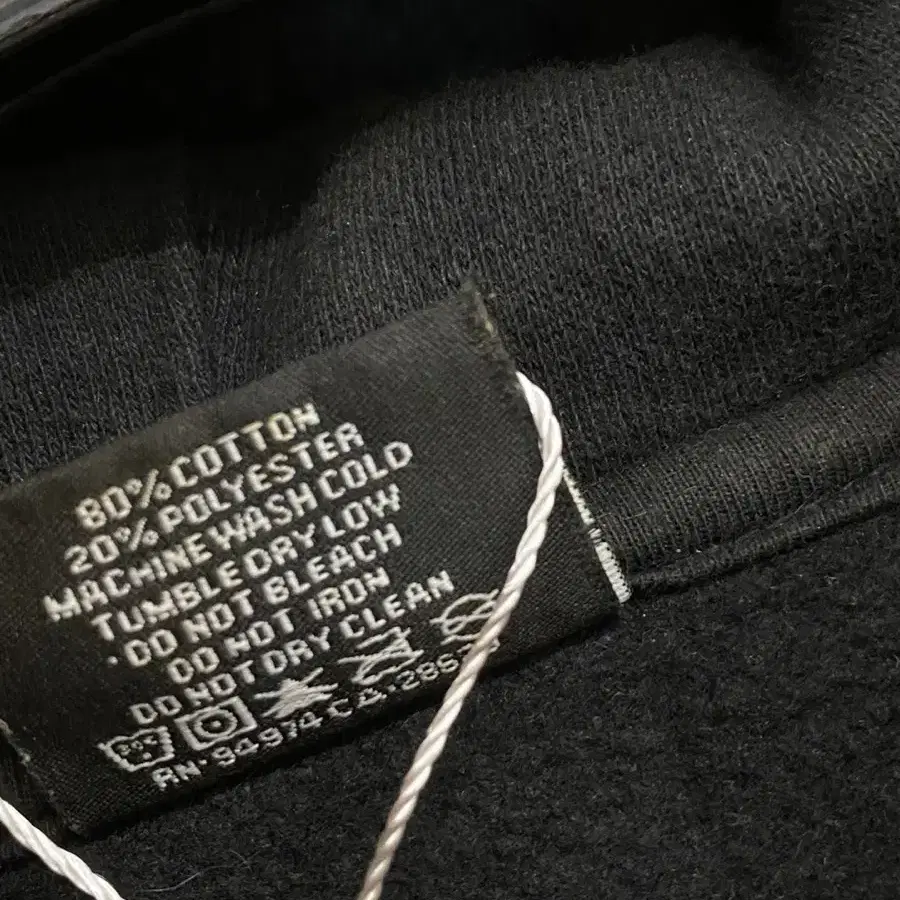 80% COTTON
20% POLYESTER
MACHINE WASH COLD
TUMBLE DRY LOW
DO NOT BLEACH
DO NOT IRON
DO NOT DRY CLEAN
RN·94974 CA·